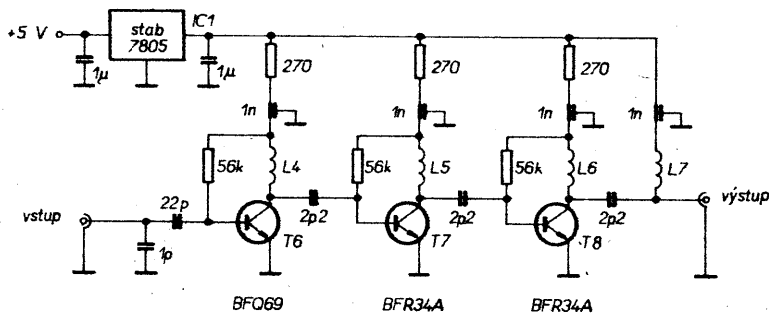 +5 V
stab
7805
IC1
1µ
1µ
270
270
270
1n
1n
1n
1n
56k
L4
56k
L5
56k
L6
L7
vstup
22p
1p
2p2
2p2
2p2
výstup
T6
T7
T8
BFQ69
BFR34A
BFR34A